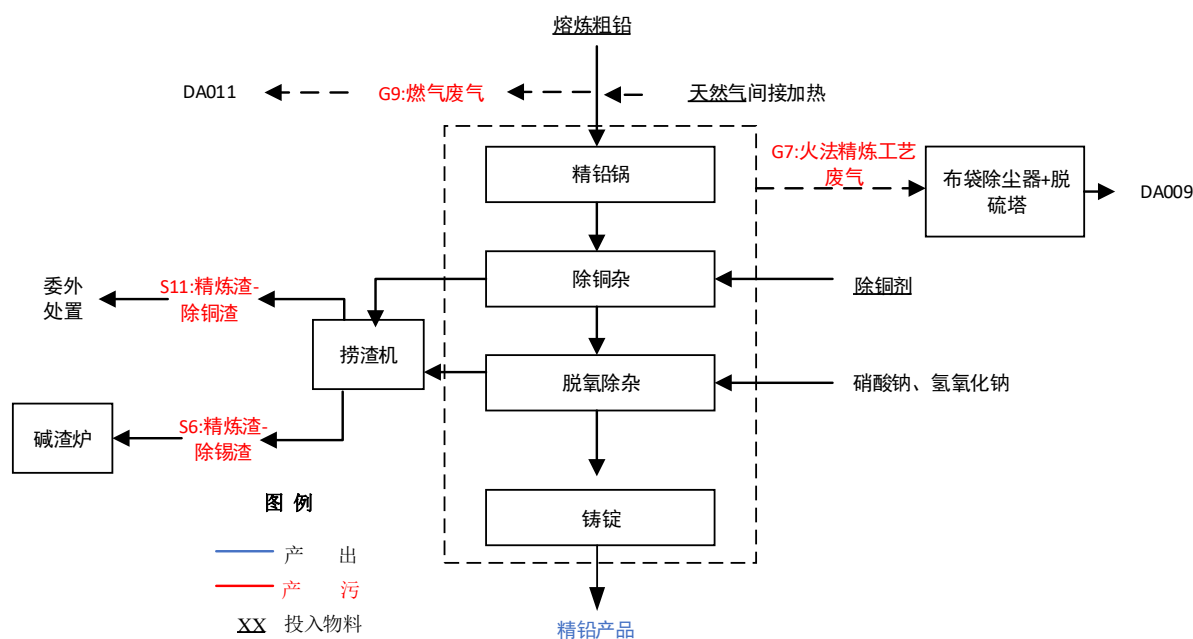 熔炼粗铅
DA011
G9:燃气废气
天然气间接加热
G7:火法精炼工艺
废气
精铅锅
布袋除尘器+脱
硫塔
DA009
委外
处置
S11:精炼渣-
除铜渣
除铜杂
除铜剂
捞渣机
脱氧除杂
硝酸钠、氢氧化钠
碱渣炉
S6:精炼渣-
除锡渣
图 例
铸锭
产 出
产 污
XX 投入物料
精铅产品